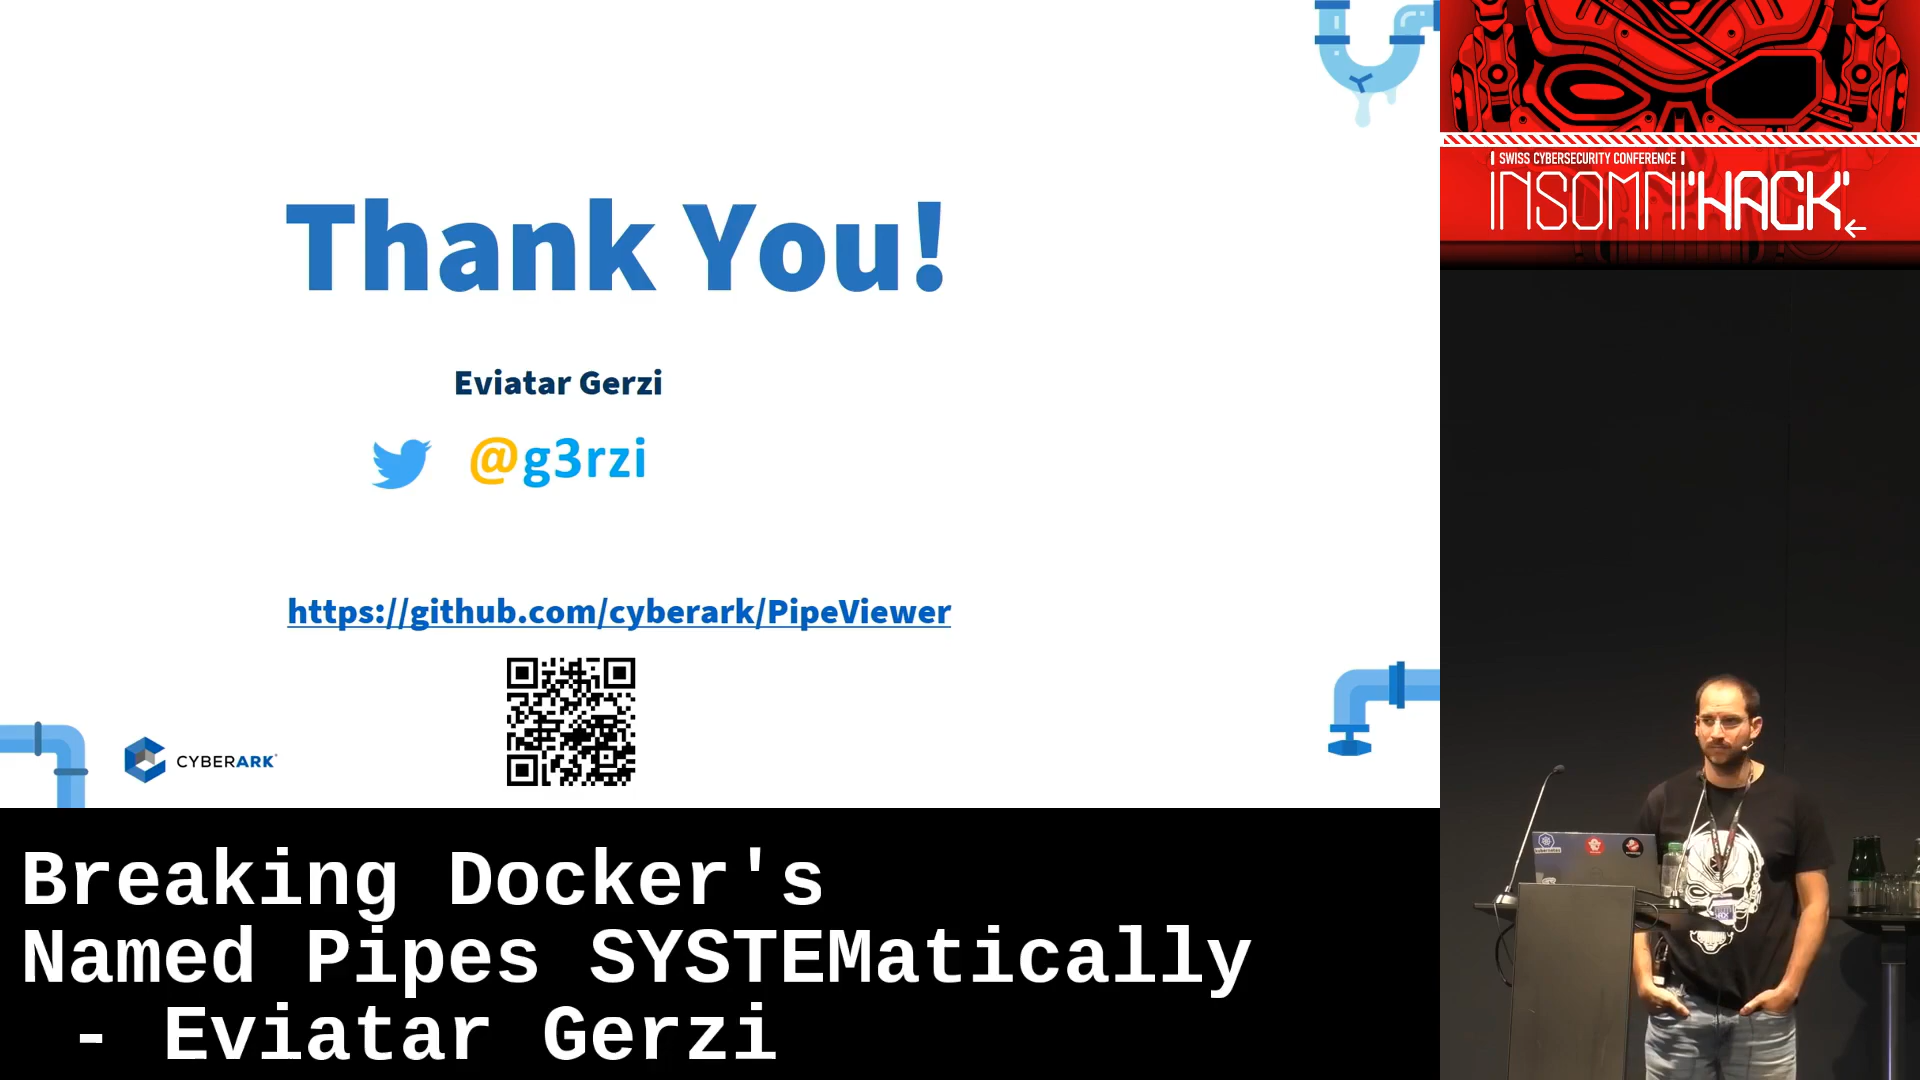 Thank You!
Eviatar Gerzi
@g3rzi
https://github.com/cyberark/PipeViewer
CYBERARK
SWISS CYBERSECURITY CONFERENCE
INSOMNI'HACK
Breaking Docker's
Named Pipes SYSTEMatically
- Eviatar Gerzi